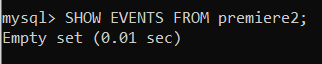 mysql> SHOW EVENTS FROM premiere2;
Empty set (0.01 sec)